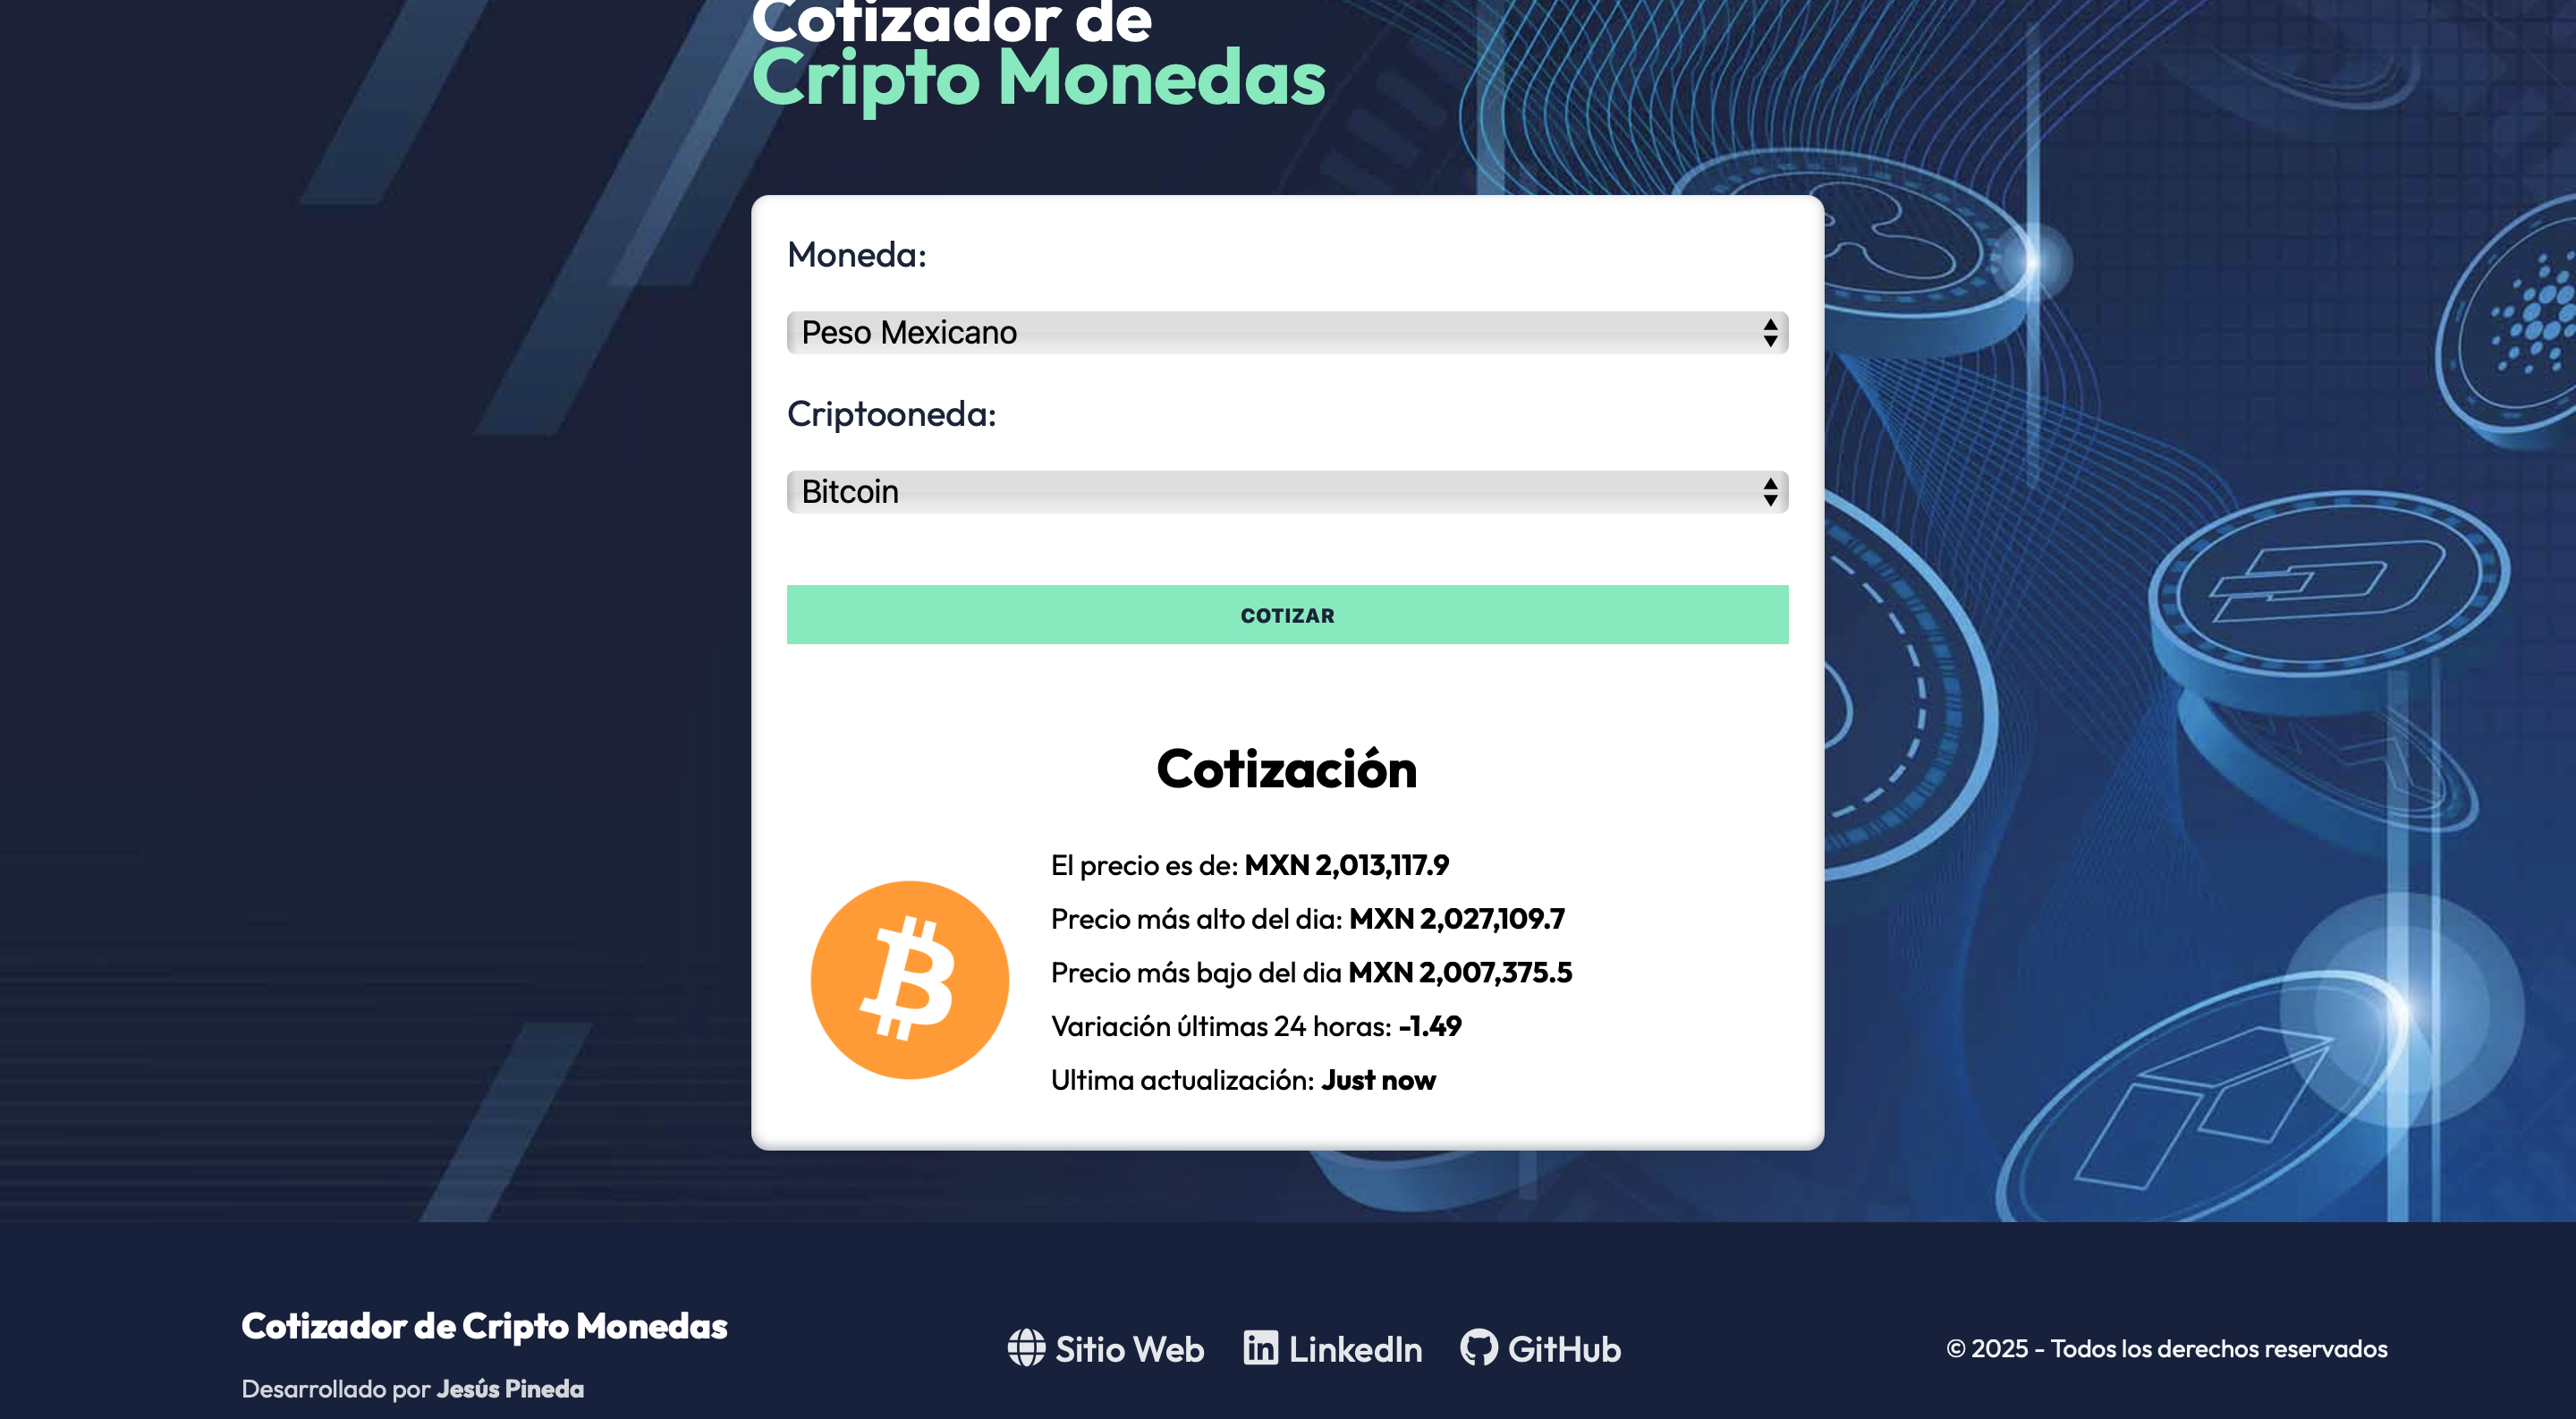 Cotizador de
Cripto Monedas
Moneda:
Peso Mexicano
Criptooneda:
Bitcoin
COTIZAR
Cotización
El precio es de: MXN 2,013,117.9
Precio más alto del dia: MXN 2,027,109.7
Precio más bajo del dia MXN 2,007,375.5
Variación últimas 24 horas: -1.49
Ultima actualización: Just now
Cotizador de Cripto Monedas
Desarrollado por Jesús Pineda
Sitio Web
LinkedIn
GitHub
© 2025 - Todos los derechos reservados